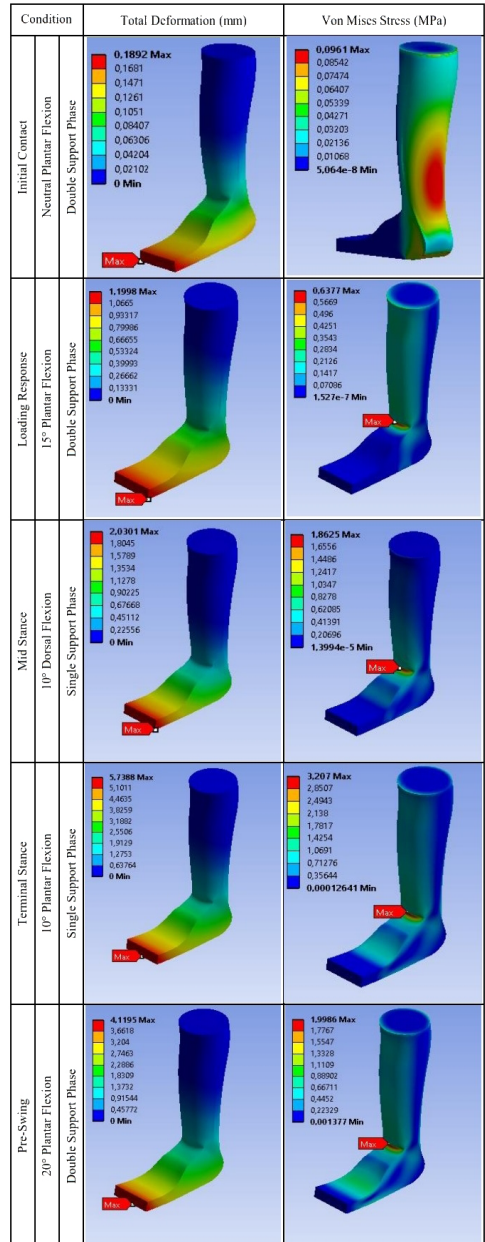 Condition
Total Deformation (mm)
Von Mises Stress (MPa)
Initial Contact
Neutral Plantar Flexion
Double Support Phase
0,1892 Max
0,1681
0,1471
0,1261
0,1051
0,08407
0,06306
0,04204
0,02102
0 Min
Max
0,0961 Max
0,08542
0,07474
0,06407
0,05339
0,04271
0,03203
0,02136
0,01068
5,064e-8 Min
Loading Response
15° Plantar Flexion
Double Support Phase
1,1998 Max
1,0665
0,93317
0,79986
0,66655
0,53324
0,39993
0,26662
0,13331
0 Min
Max
0,6377 Max
0,5669
0,496
0,4251
0,3543
0,2834
0,2126
0,1417
0,07086
1,527e-7 Min
Max
Mid Stance
10° Dorsal Flexion
Single Support Phase
2,0301 Max
1,8045
1,5789
1,3534
1,1278
0,90225
0,67668
0,45112
0,22556
0 Min
Max
1,8625 Max
1,6556
1,4486
1,2417
1,0347
0,8278
0,62085
0,41391
0,20696
1,3994e-5 Min
Max
Terminal Stance
10° Plantar Flexion
Single Support Phase
5,7388 Max
5,1011
4,4635
3,8259
3,1882
2,5506
1,9129
1,2753
0,63764
0 Min
Max
3,207 Max
2,8507
2,4943
2,138
1,7817
1,4254
1,0691
0,71276
0,35644
0,00012641 Min
Max
Pre-Swing
20° Plantar Flexion
Double Support Phase
4,1195 Max
3,6618
3,204
2,7463
2,2886
1,8309
1,3732
0,91544
0,45772
0 Min
Max
1,9986 Max
1,7767
1,5547
1,3328
1,1109
0,88902
0,66711
0,4452
0,22329
0,001377 Min
Max